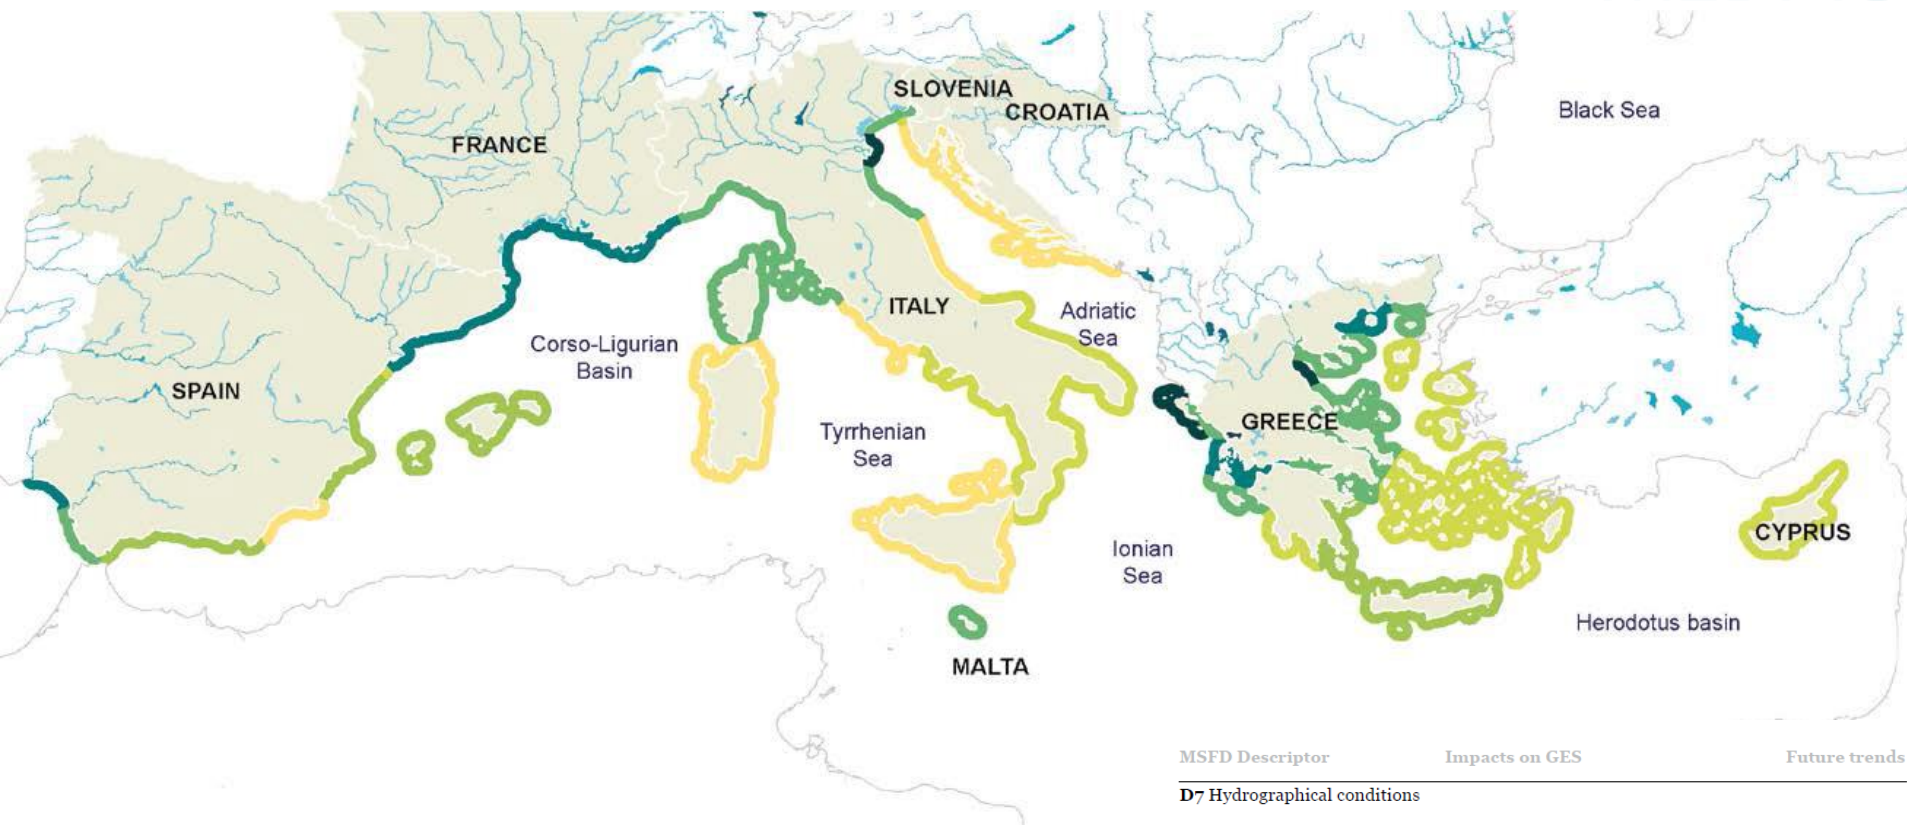 SLOVENIA
CROATIA
Black Sea
FRANCE
ITALY
Adriatic
Sea
Corso-Ligurian
Basin
SPAIN
GREECE
Tyrrhenian
Sea
CYPRUS
Ionian
Sea
Herodotus basin
MALTA
MSFD Descriptor Impacts on GES Future trends
D7 Hydrographical conditions